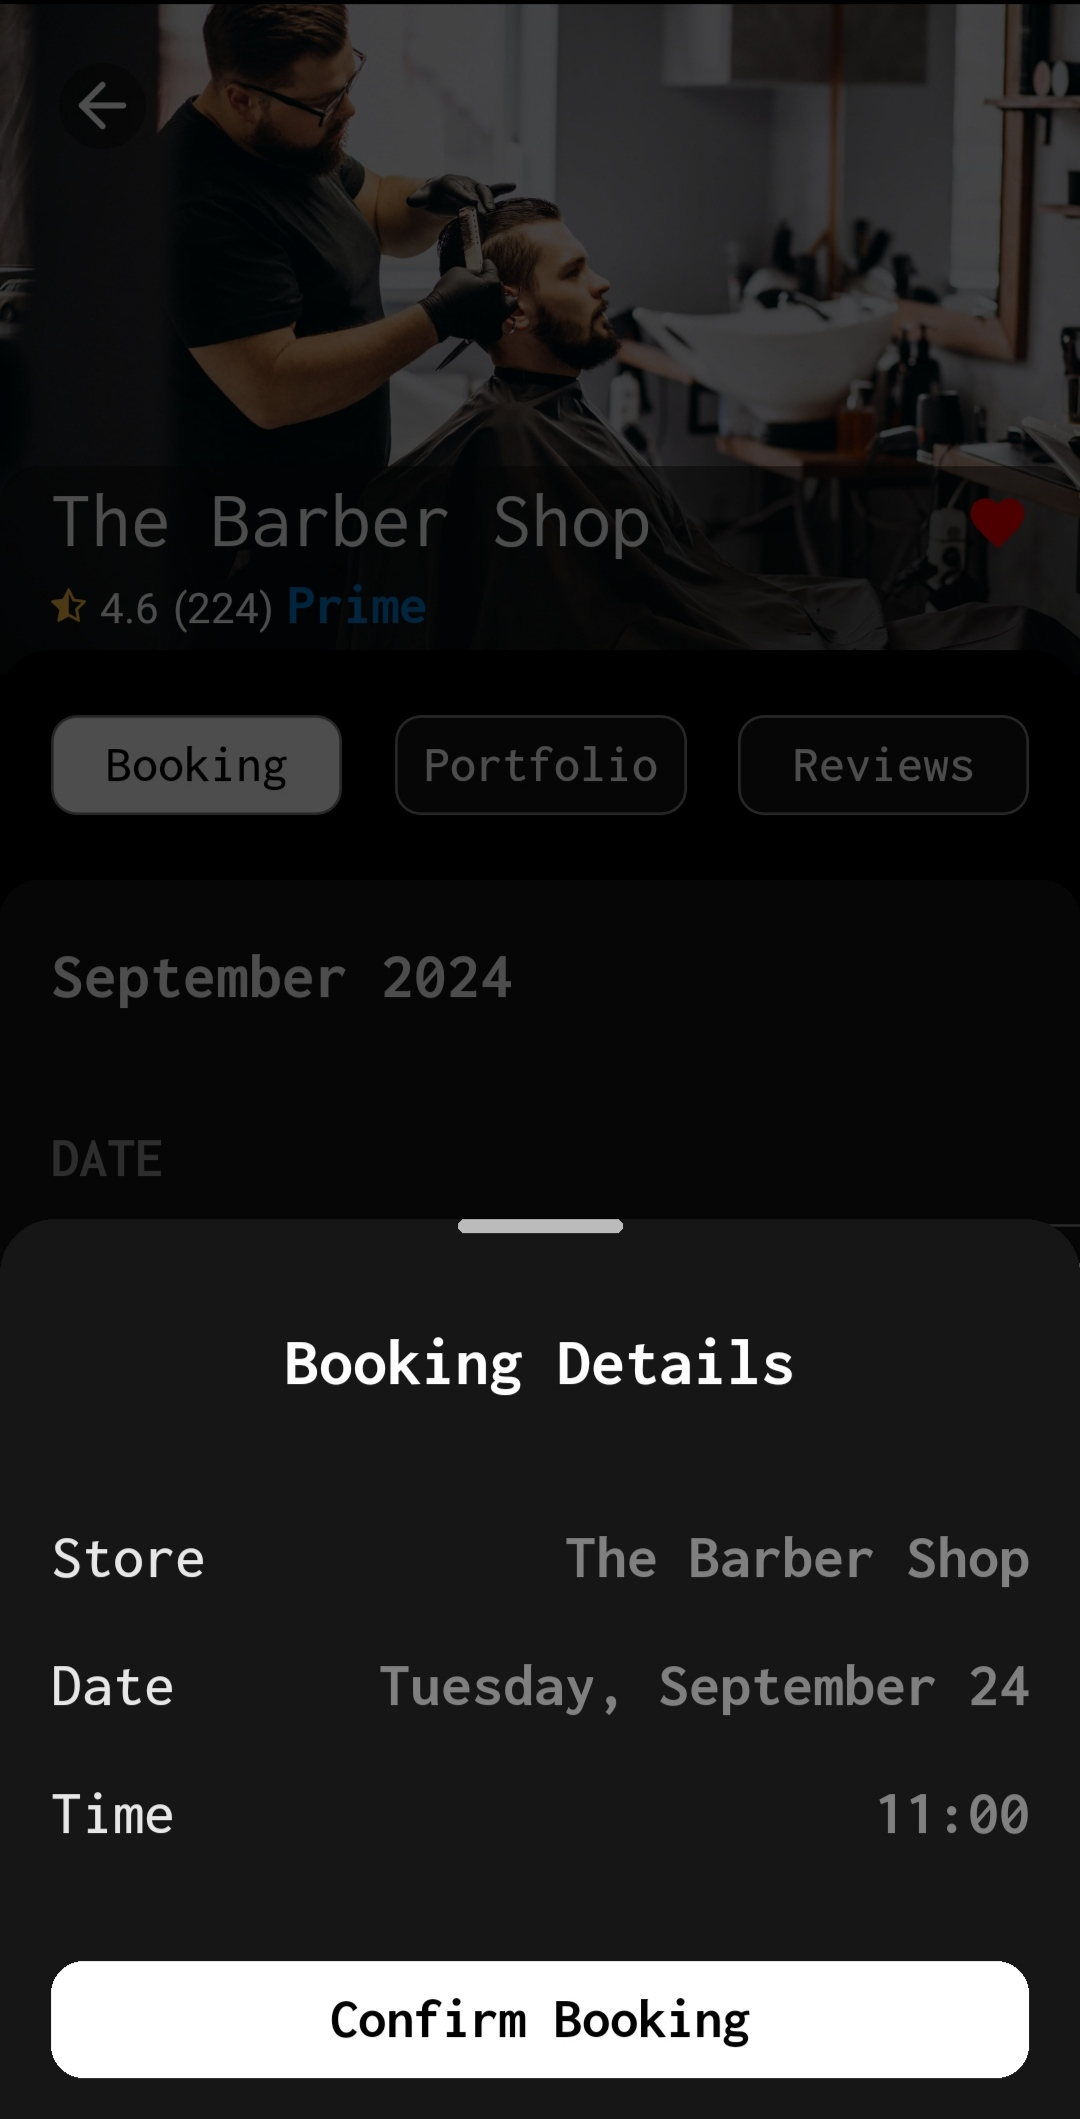 The Barber Shop
4.6 (224) Prime
Booking Portfolio Reviews
September 2024
DATE
Booking Details
Store The Barber Shop
Date Tuesday, September 24
Time 11:00
Confirm Booking